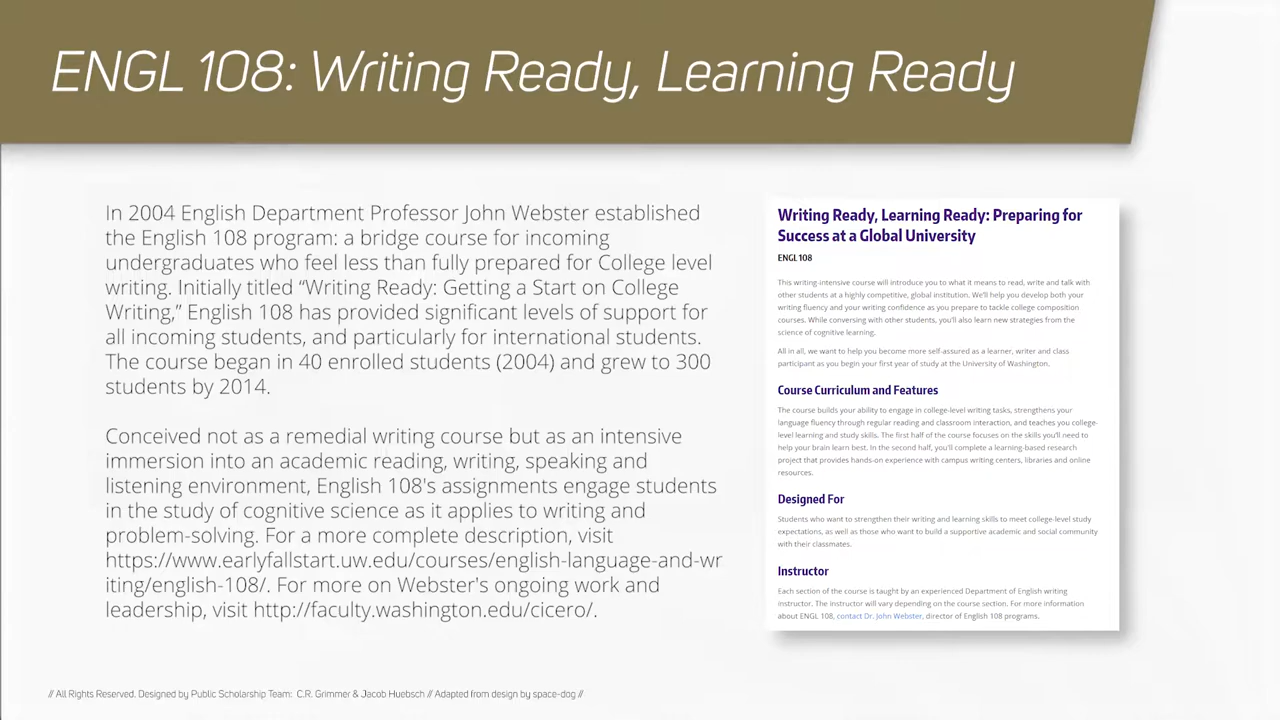 ENGL 108: Writing Ready, Learning Ready
In 2004 English Department Professor John Webster established
the English 108 program: a bridge course for incoming
undergraduates who feel less than fully prepared for College level
writing. Initially titled “Writing Ready: Getting a Start on College
Writing,” English 108 has provided significant levels of support for
all incoming students, and particularly for international students.
The course began in 40 enrolled students (2004) and grew to 300
students by 2014.
Conceived not as a remedial writing course but as an intensive
immersion into an academic reading, writing, speaking and
listening environment, English 108's assignments engage students
in the study of cognitive science as it applies to writing and
problem-solving. For a more complete description, visit
https://www.earlyfallstart.uw.edu/courses/english-language-and-wr
iting/english-108/. For more on Webster's ongoing work and
leadership, visit http://faculty.washington.edu/cicero/.
Writing Ready, Learning Ready: Preparing for
Success at a Global University
ENGL 108
This writing-intensive course will introduce you to what it means to read, write and talk with
other students at a highly competitive, global institution. We'll help you develop both your
writing fluency and your writing confidence as you prepare to tackle college composition
courses. While conversing with other students, you'll also learn new strategies from the
science of cognitive learning.
All in all, we want to help you become more self-assured as a learner, writer and class
participant as you begin your first year of study at the University of Washington.
Course Curriculum and Features
The course builds your ability to engage in college-level writing tasks, strengthens your
language fluency through regular reading and classroom interaction, and teaches you college-
level learning and study skills. The first half of the course focuses on the skills you'll need to
help your brain learn best. In the second half, you'll complete a learning-based research
project that provides hands-on experience with campus writing centers, libraries and online
resources.
Designed For
Students who want to strengthen their writing and learning skills to meet college-level study
expectations, as well as those who want to build a supportive academic and social community
with their classmates.
Instructor
Each section of the course is taught by an experienced Department of English writing
instructor. The instructor will vary depending on the course section. For more information
about ENGL 108, contact Dr. John Webster, director of English 108 programs.
// All Rights Reserved. Designed by Public Scholarship Team: C.R. Grimmer & Jacob Huebsch // Adapted from design by space-dog //